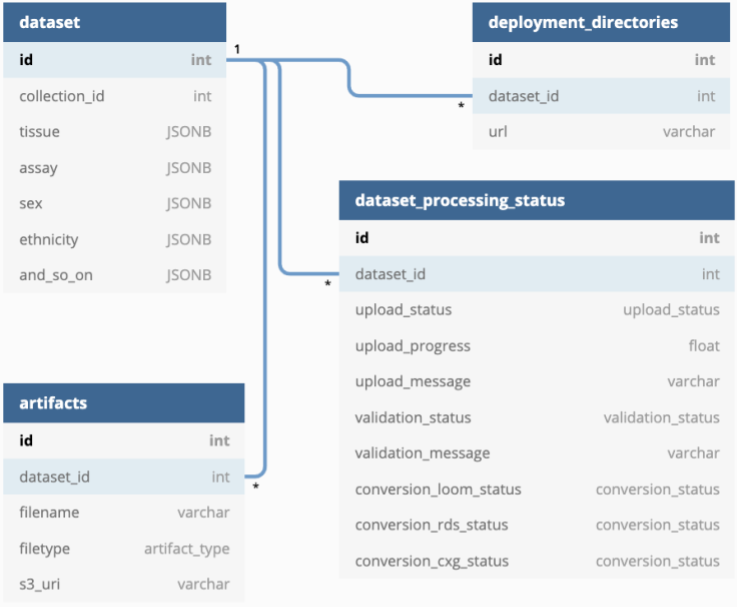 dataset
id int
collection_id int
tissue JSONB
assay JSONB
sex JSONB
ethnicity JSONB
and_so_on JSONB
1
deployment_directories
id int
dataset_id int
url varchar
*
dataset_processing_status
id int
dataset_id int
upload_status upload_status
upload_progress float
upload_message varchar
validation_status validation_status
validation_message varchar
conversion_loom_status conversion_status
conversion_rds_status conversion_status
conversion_cxg_status conversion_status
*
artifacts
id int
dataset_id int
filename varchar
filetype artifact_type
s3_uri varchar
*